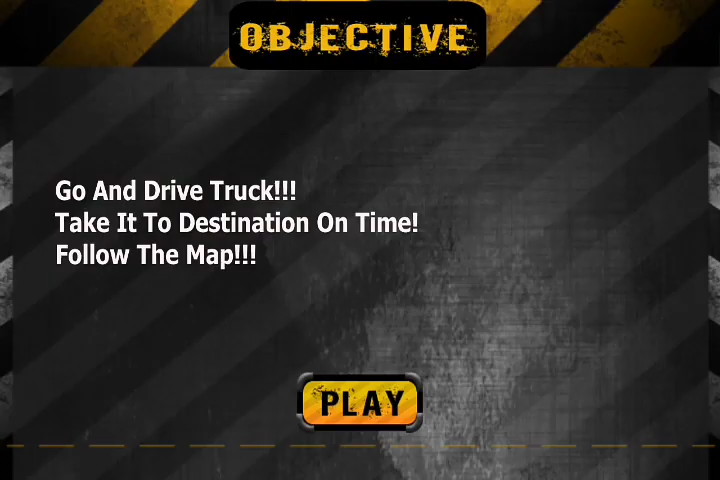 OBJECTIVE
Go And Drive Truck!!!
Take It To Destination On Time!
Follow The Map!!!
PLAY